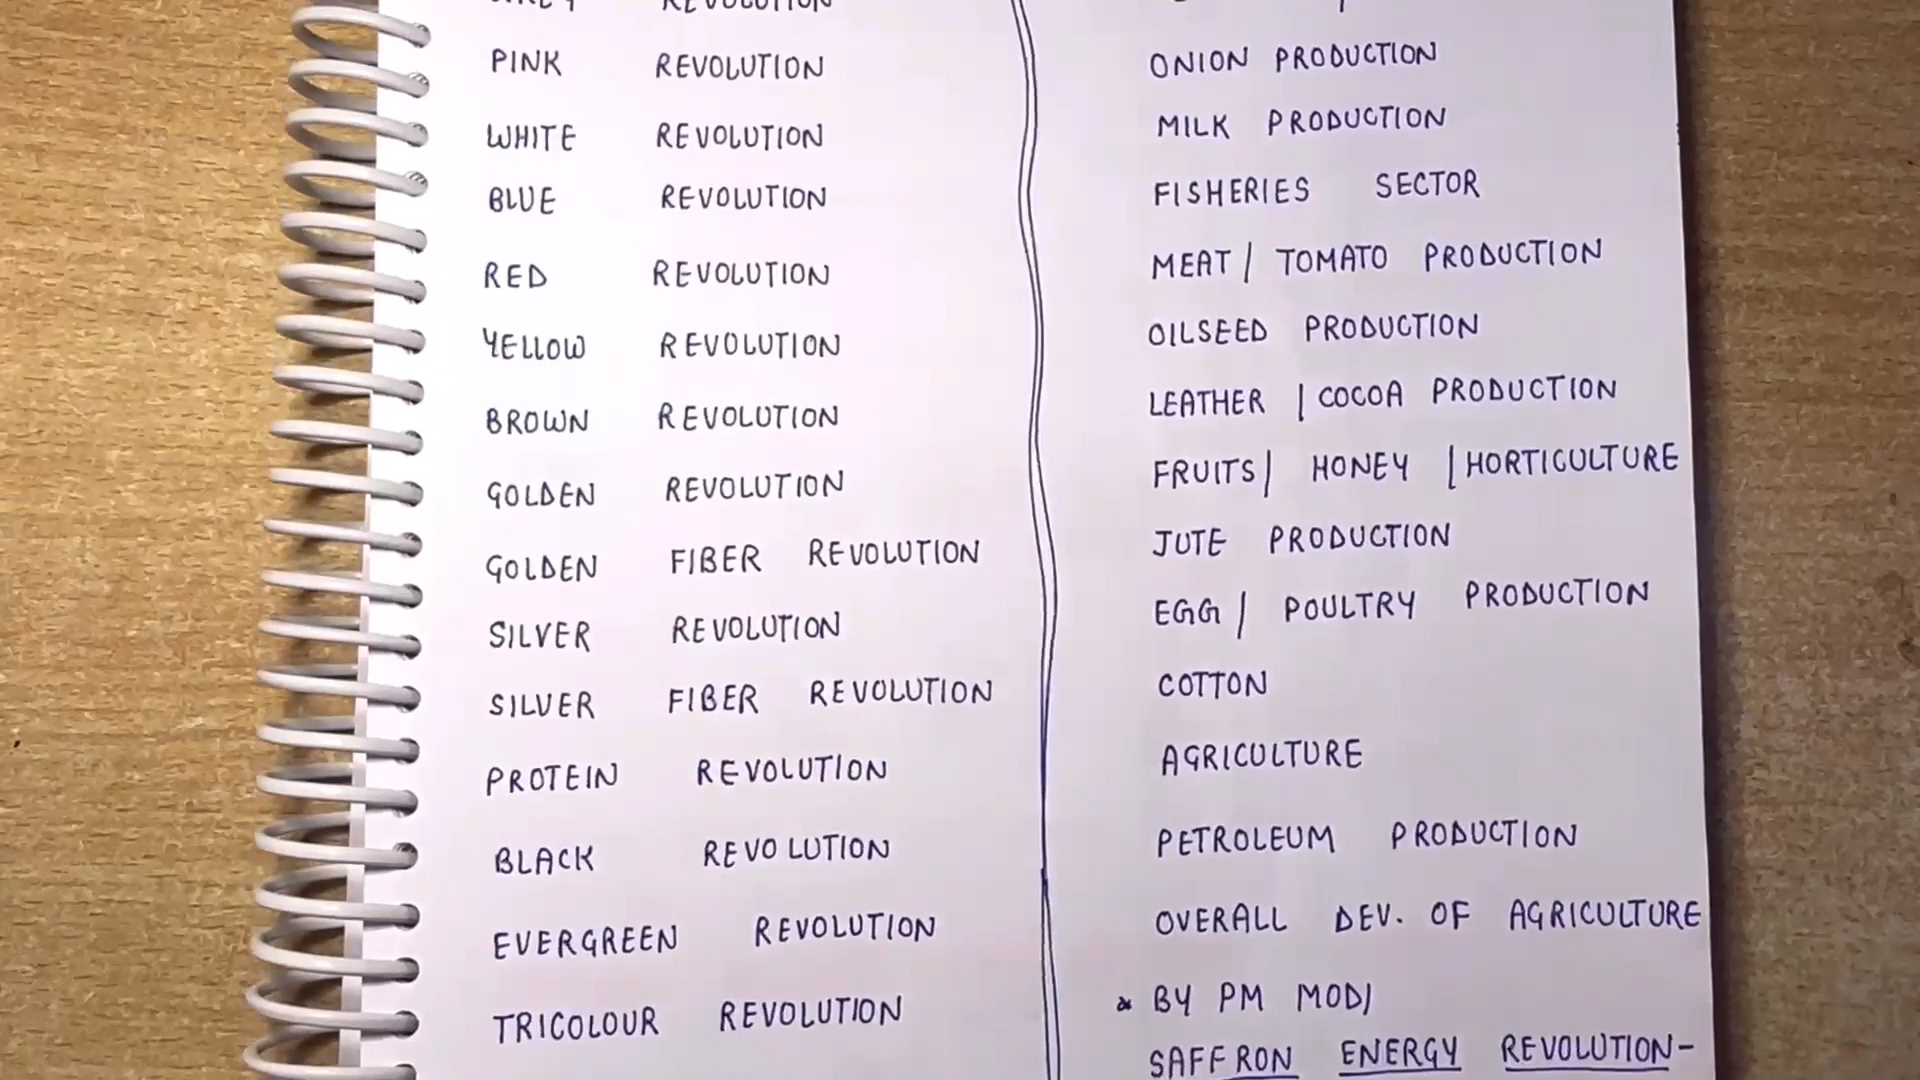 REVOLUTION
PINK REVOLUTION ONION PRODUCTION
WHITE REVOLUTION MILK PRODUCTION
BLUE REVOLUTION FISHERIES SECTOR
RED REVOLUTION MEAT / TOMATO PRODUCTION
YELLOW REVOLUTION OILSEED PRODUCTION
BROWN REVOLUTION LEATHER | COCOA PRODUCTION
GOLDEN REVOLUTION FRUITS | HONEY | HORTICULTURE
GOLDEN FIBER REVOLUTION JUTE PRODUCTION
SILVER REVOLUTION EGG / POULTRY PRODUCTION
SILVER FIBER REVOLUTION COTTON
PROTEIN REVOLUTION AGRICULTURE
BLACK REVOLUTION PETROLEUM PRODUCTION
EVERGREEN REVOLUTION OVERALL DEV. OF AGRICULTURE
TRICOLOUR REVOLUTION BY PM MODI
SAFFRON ENERGY REVOLUTION-